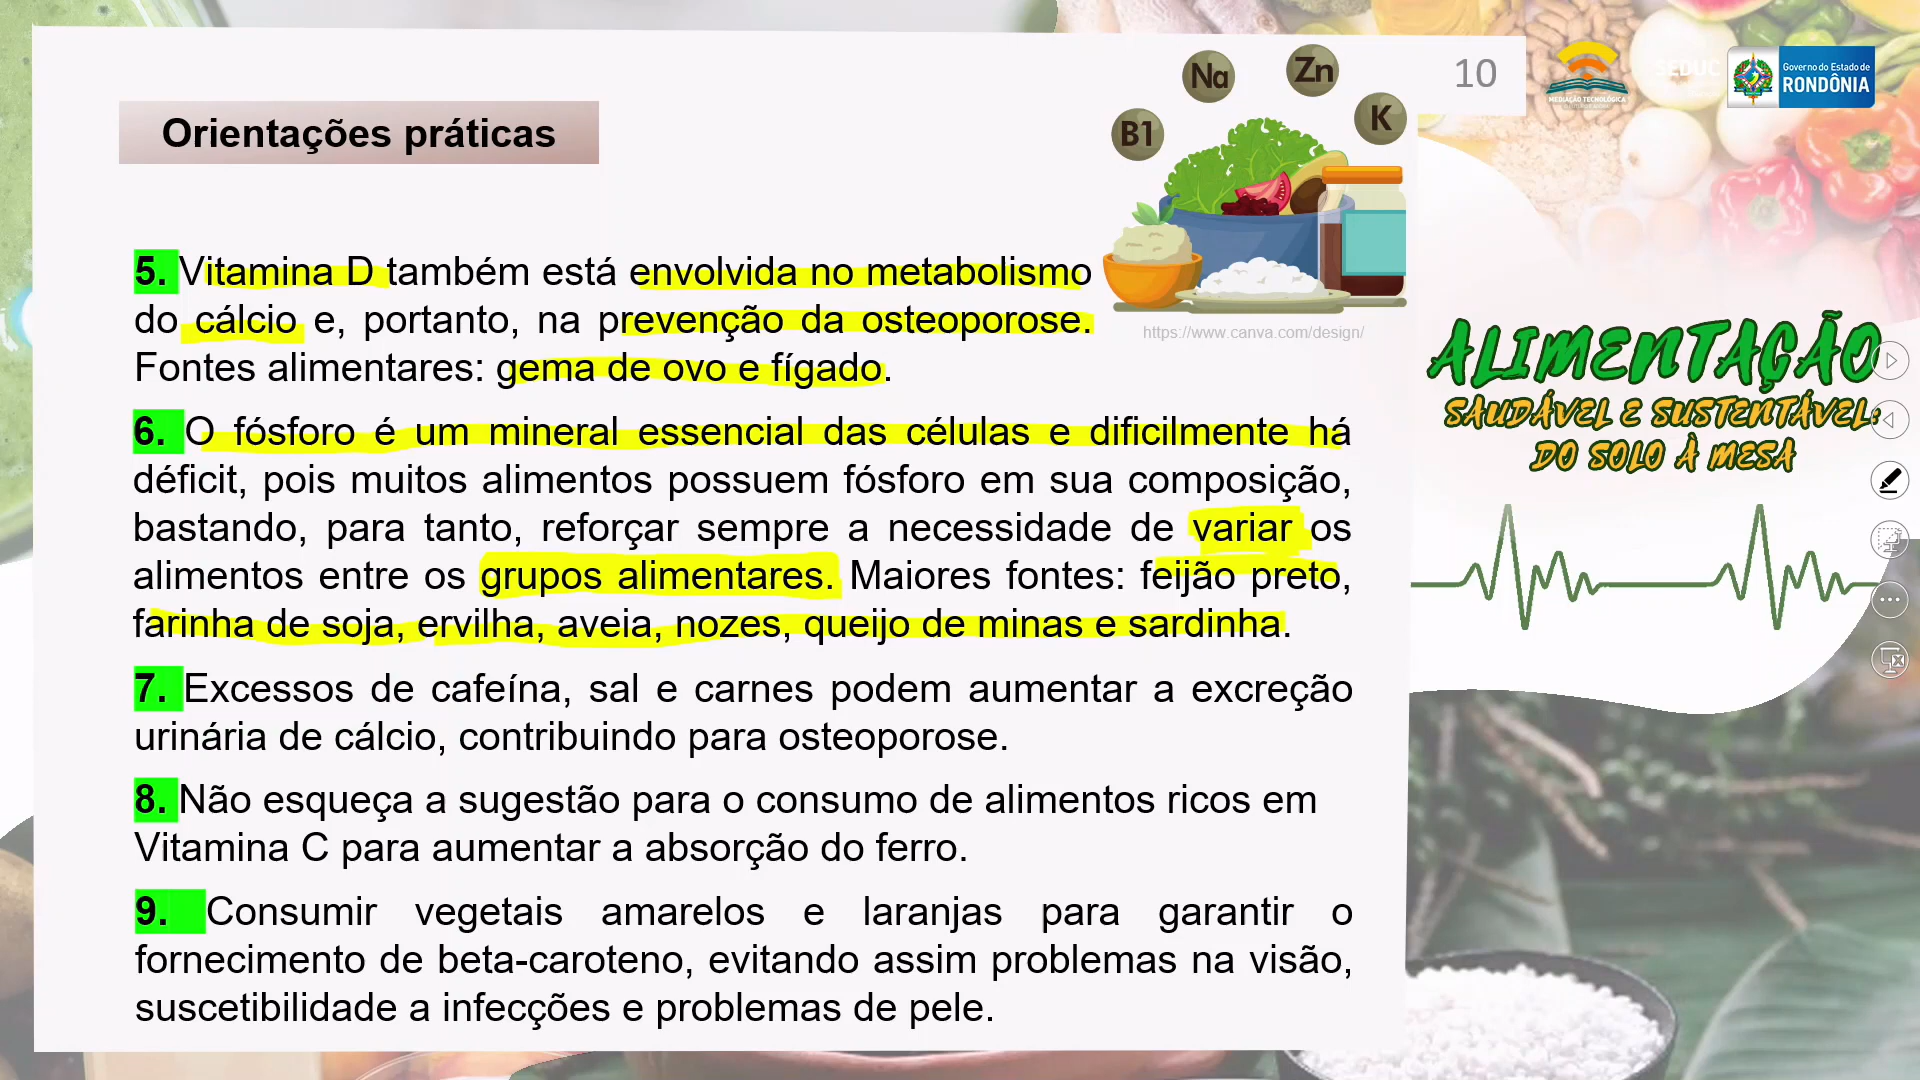 Na
Zn
B1
K
10
SEDUC
MEDIAÇÃO TECNOLÓGICA
Governo do Estado de
RONDÔNIA
Orientações práticas
5. Vitamina D também está envolvida no metabolismo
do cálcio e, portanto, na prevenção da osteoporose.
Fontes alimentares: gema de ovo e fígado.
https://www.canva.com/design/
6. O fósforo é um mineral essencial das células e dificilmente há
déficit, pois muitos alimentos possuem fósforo em sua composição,
bastando, para tanto, reforçar sempre a necessidade de variar os
alimentos entre os grupos alimentares. Maiores fontes: feijão preto,
farinha de soja, ervilha, aveia, nozes, queijo de minas e sardinha.
7. Excessos de cafeína, sal e carnes podem aumentar a excreção
urinária de cálcio, contribuindo para osteoporose.
8. Não esqueça a sugestão para o consumo de alimentos ricos em
Vitamina C para aumentar a absorção do ferro.
9. Consumir vegetais amarelos e laranjas para garantir o
fornecimento de beta-caroteno, evitando assim problemas na visão,
suscetibilidade a infecções e problemas de pele.
ALIMENTAÇÃO
SAUDÁVEL E SUSTENTÁVEL:
DO SOLO À MESA